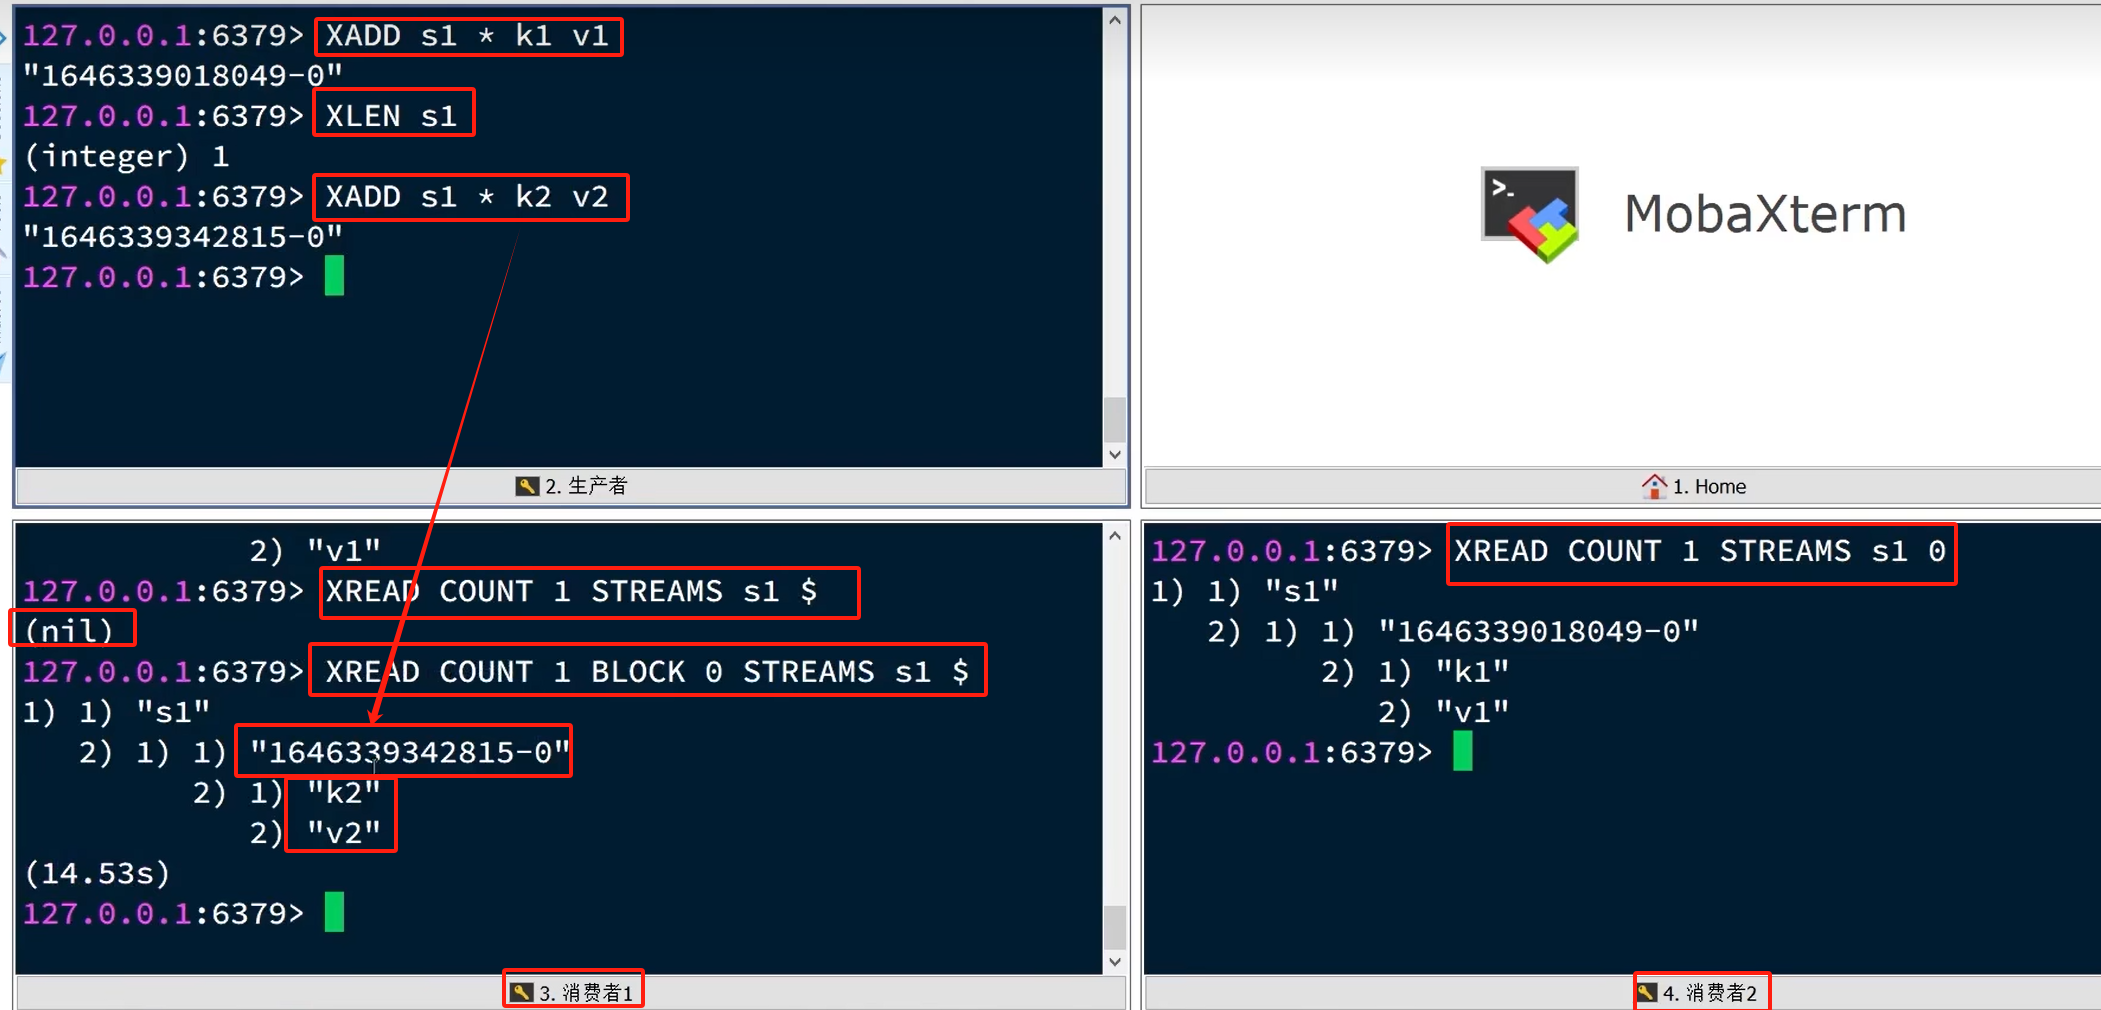 127.0.0.1:6379> XADD s1 * k1 v1
"1646339018049-0"
127.0.0.1:6379> XLEN s1
(integer) 1
127.0.0.1:6379> XADD s1 * k2 v2
"1646339342815-0"
127.0.0.1:6379>
2. 生产者
MobaXterm
1. Home
2) "v1"
127.0.0.1:6379> XREAD COUNT 1 STREAMS s1 $
(nil)
127.0.0.1:6379> XREAD COUNT 1 BLOCK 0 STREAMS s1 $
1) 1) "s1"
2) 1) 1) "1646339342815-0"
2) 1) "k2"
2) "v2"
(14.53s)
127.0.0.1:6379>
3. 消费者1
127.0.0.1:6379> XREAD COUNT 1 STREAMS s1 0
1) 1) "s1"
2) 1) 1) "1646339018049-0"
2) 1) "k1"
2) "v1"
127.0.0.1:6379>
4. 消费者2